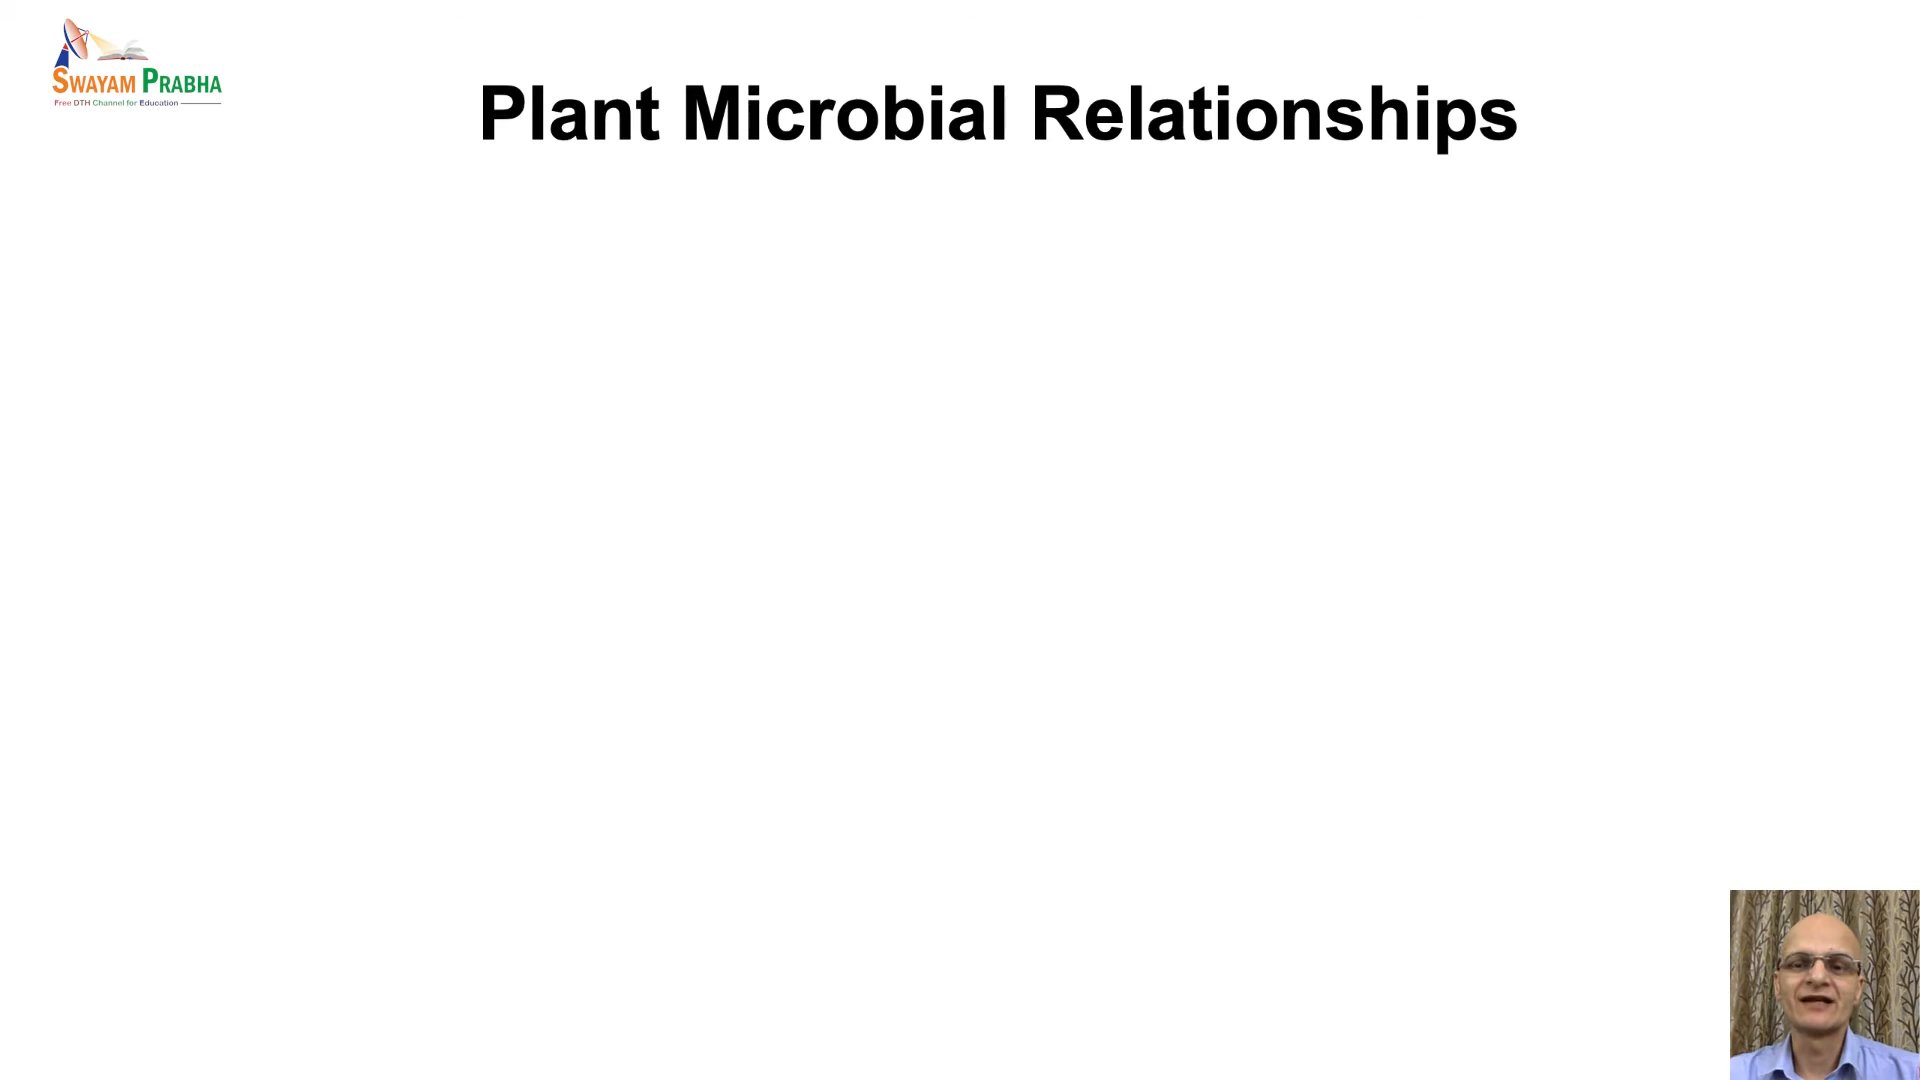 SWAYAM PRABHA
Free DTH Channel for Education
Plant Microbial Relationships